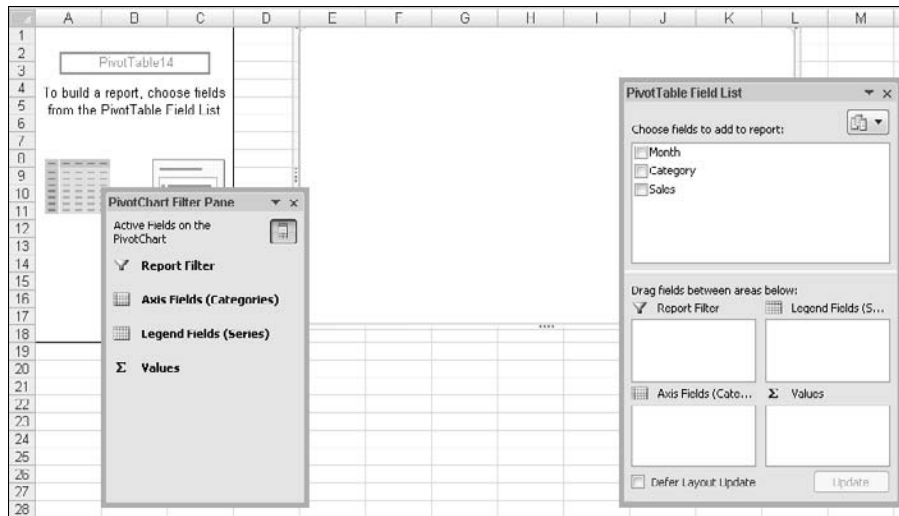 A B C D E F G H I J K L M
1
2
3
4
5
6
7
8
9
10
11
12
13
14
15
16
17
18
19
20
21
22
23
24
25
26
27
28
PivotTable14
To build a report, choose fields
from the PivotTable Field List
PivotChart Filter Pane
Active Fields on the
PivotChart
Report Filter
Axis Fields (Categories)
Legend Fields (Series)
Σ Values
PivotTable Field List
Choose fields to add to report:
Month
Category
Sales
Drag fields between areas below:
Report Filter
Legend Fields (S...
Axis Fields (Cate...
Σ Values
Defer Layout Update
Update